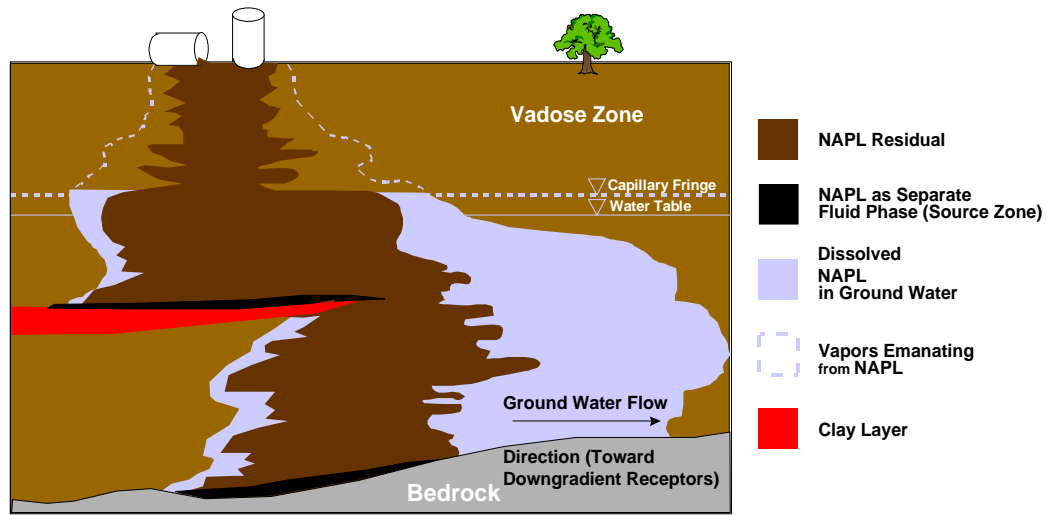 Vadose Zone
Capillary Fringe
Water Table
Ground Water Flow
Direction (Toward
Downgradient Receptors)
Bedrock
NAPL Residual
NAPL as Separate
Fluid Phase (Source Zone)
Dissolved
NAPL
in Ground Water
Vapors Emanating
from NAPL
Clay Layer